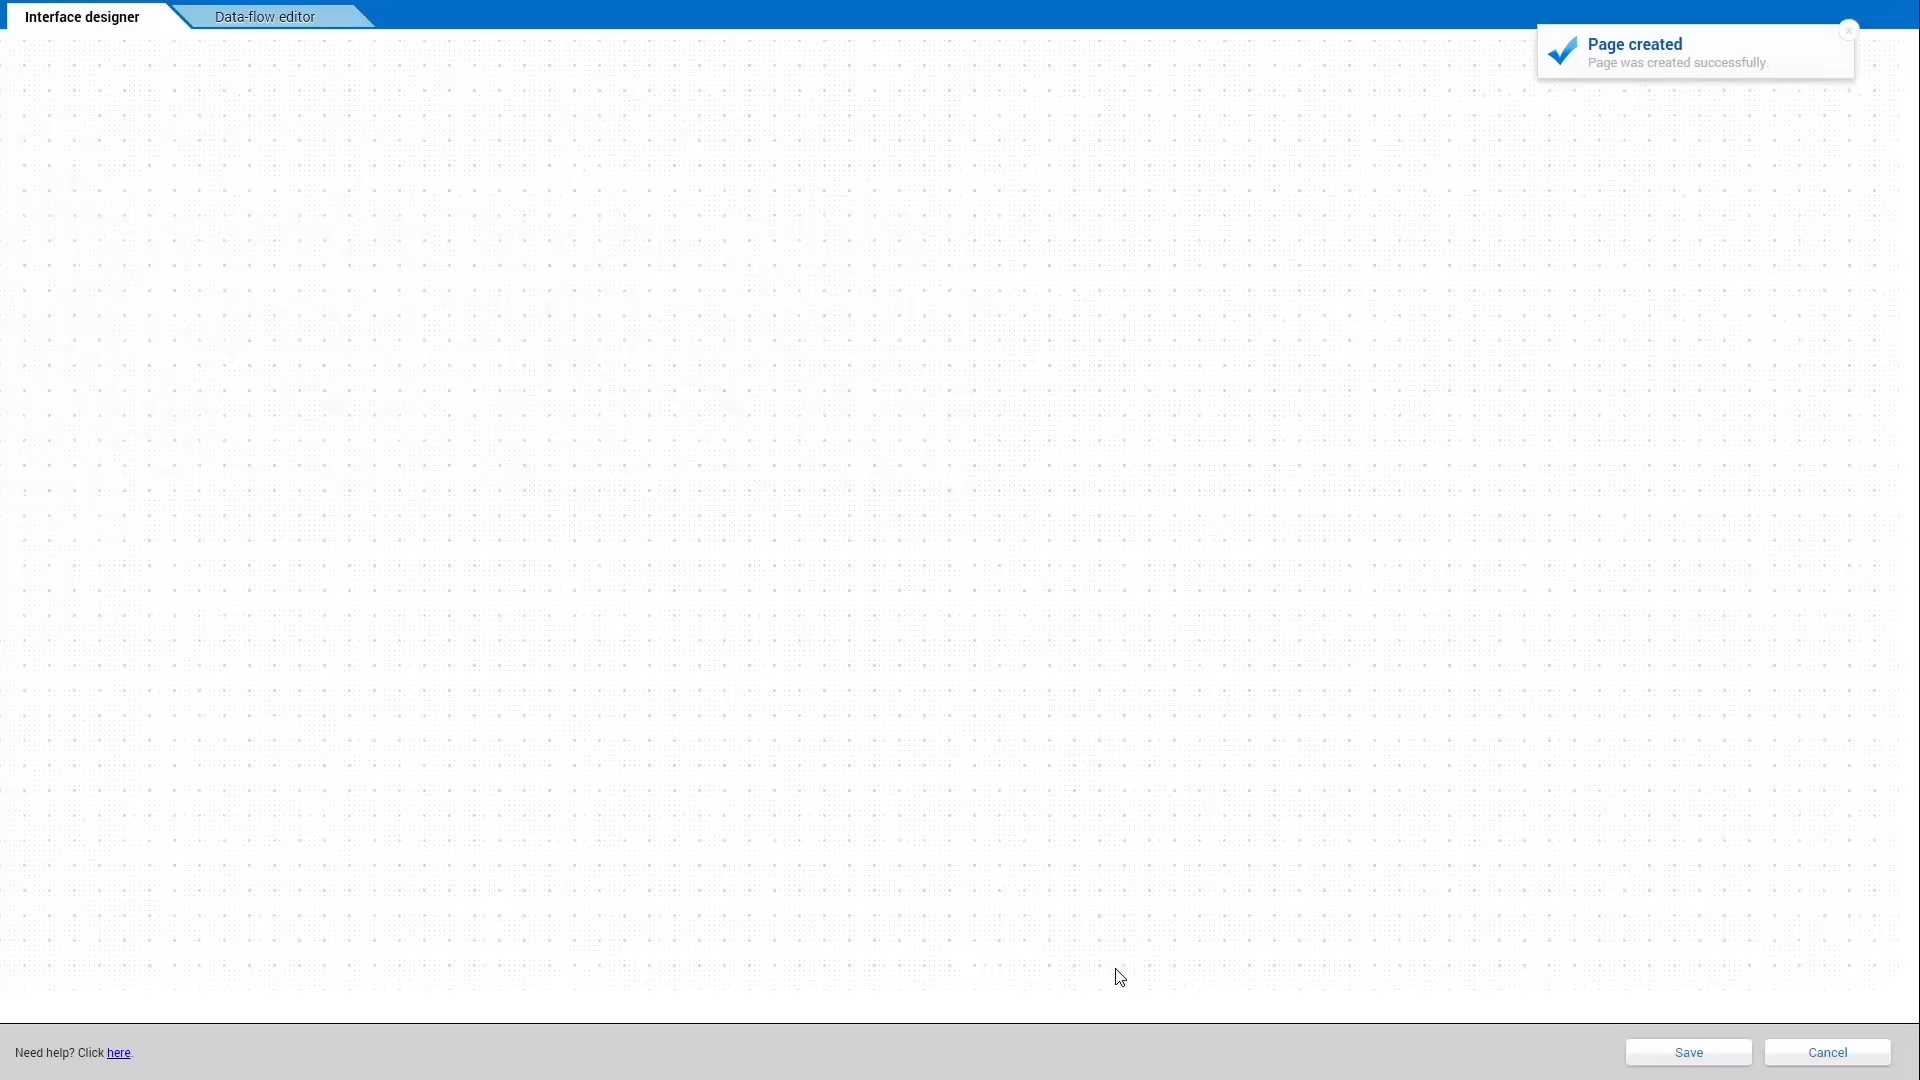 Interface designer
Data-flow editor
Page created
Page was created successfully.
Need help? Click here.
Save
Cancel